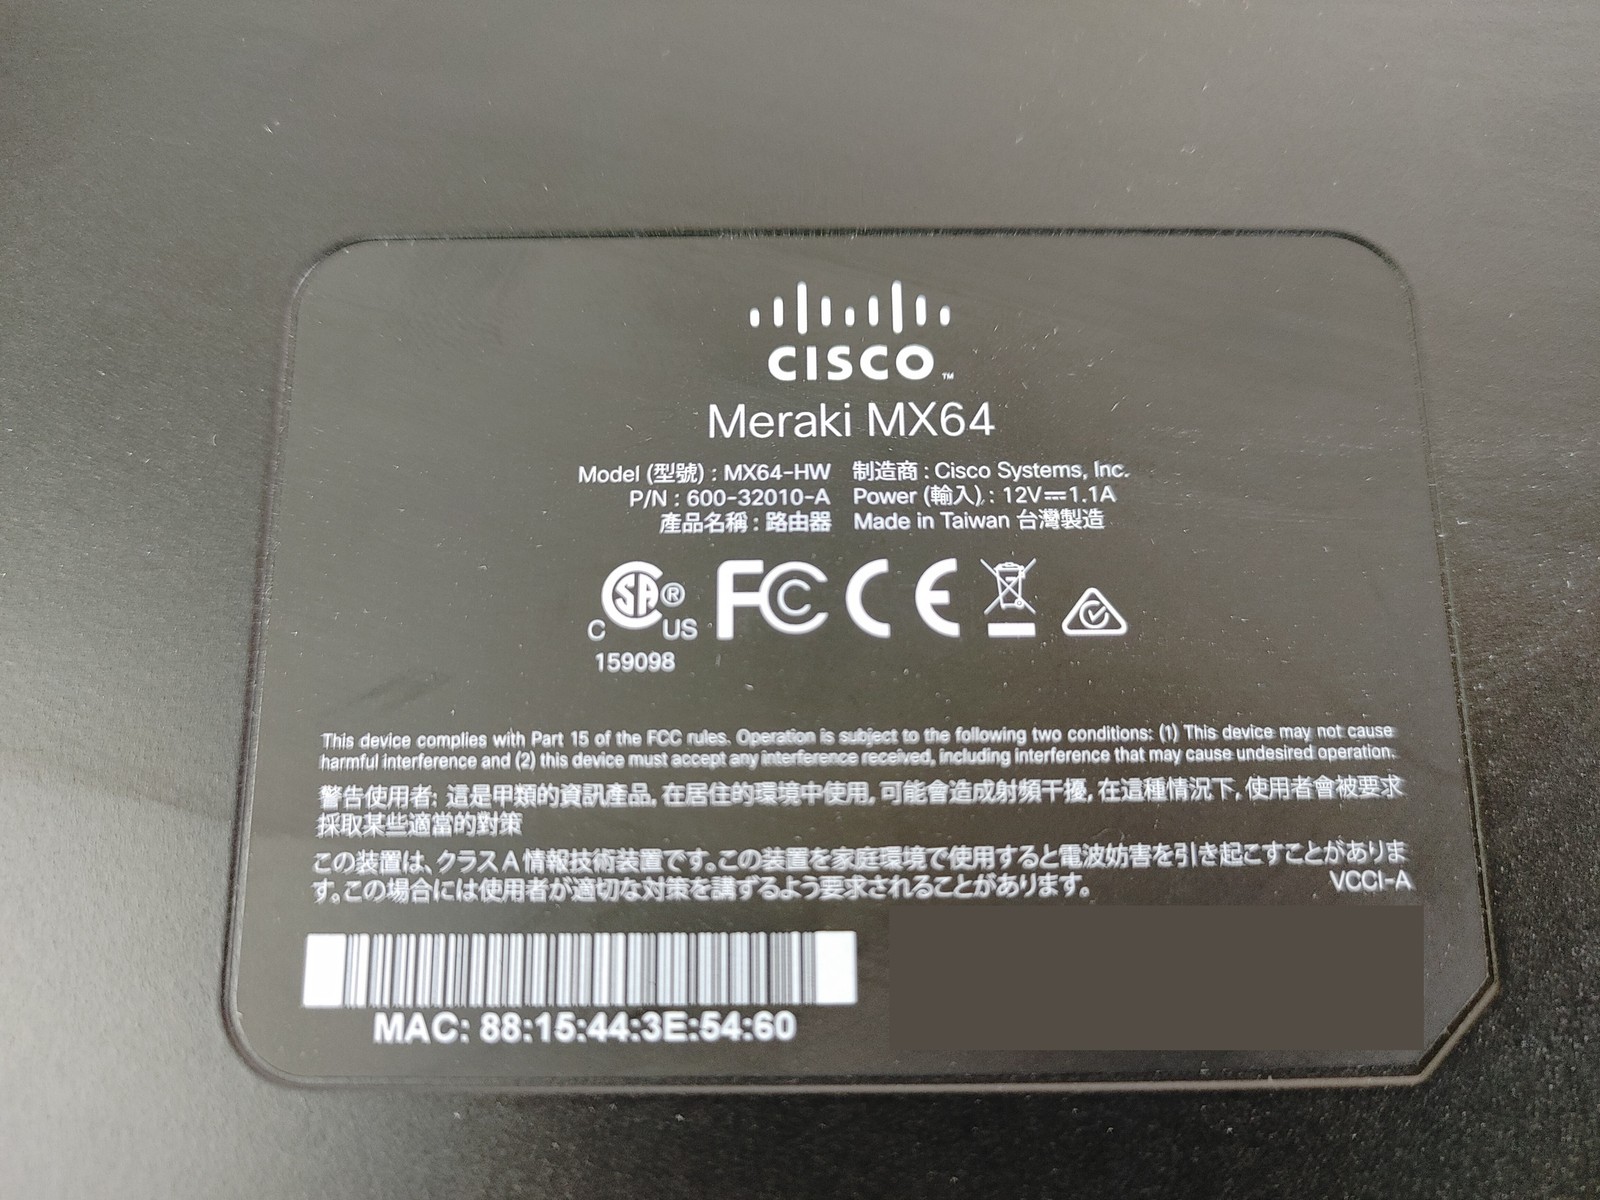 CISCO™
Meraki MX64
Model (型號) : MX64-HW 制造商 : Cisco Systems, Inc.
P/N : 600-32010-A Power (輸入) : 12V⎓1.1A
產品名稱 : 路由器 Made in Taiwan 台灣製造
C SA® US FC CE
159098
This device complies with Part 15 of the FCC rules. Operation is subject to the following two conditions: (1) This device may not cause
harmful interference and (2) this device must accept any interference received, including interference that may cause undesired operation.
警告使用者: 這是甲類的資訊產品, 在居住的環境中使用, 可能會造成射頻干擾, 在這種情況下, 使用者會被要求
採取某些適當的對策
この装置は、クラスA情報技術装置です。この装置を家庭環境で使用すると電波妨害を引き起こすことがありま
す。この場合には使用者が適切な対策を講ずるよう要求されることがあります。 VCCI-A
MAC: 88:15:44:3E:54:60